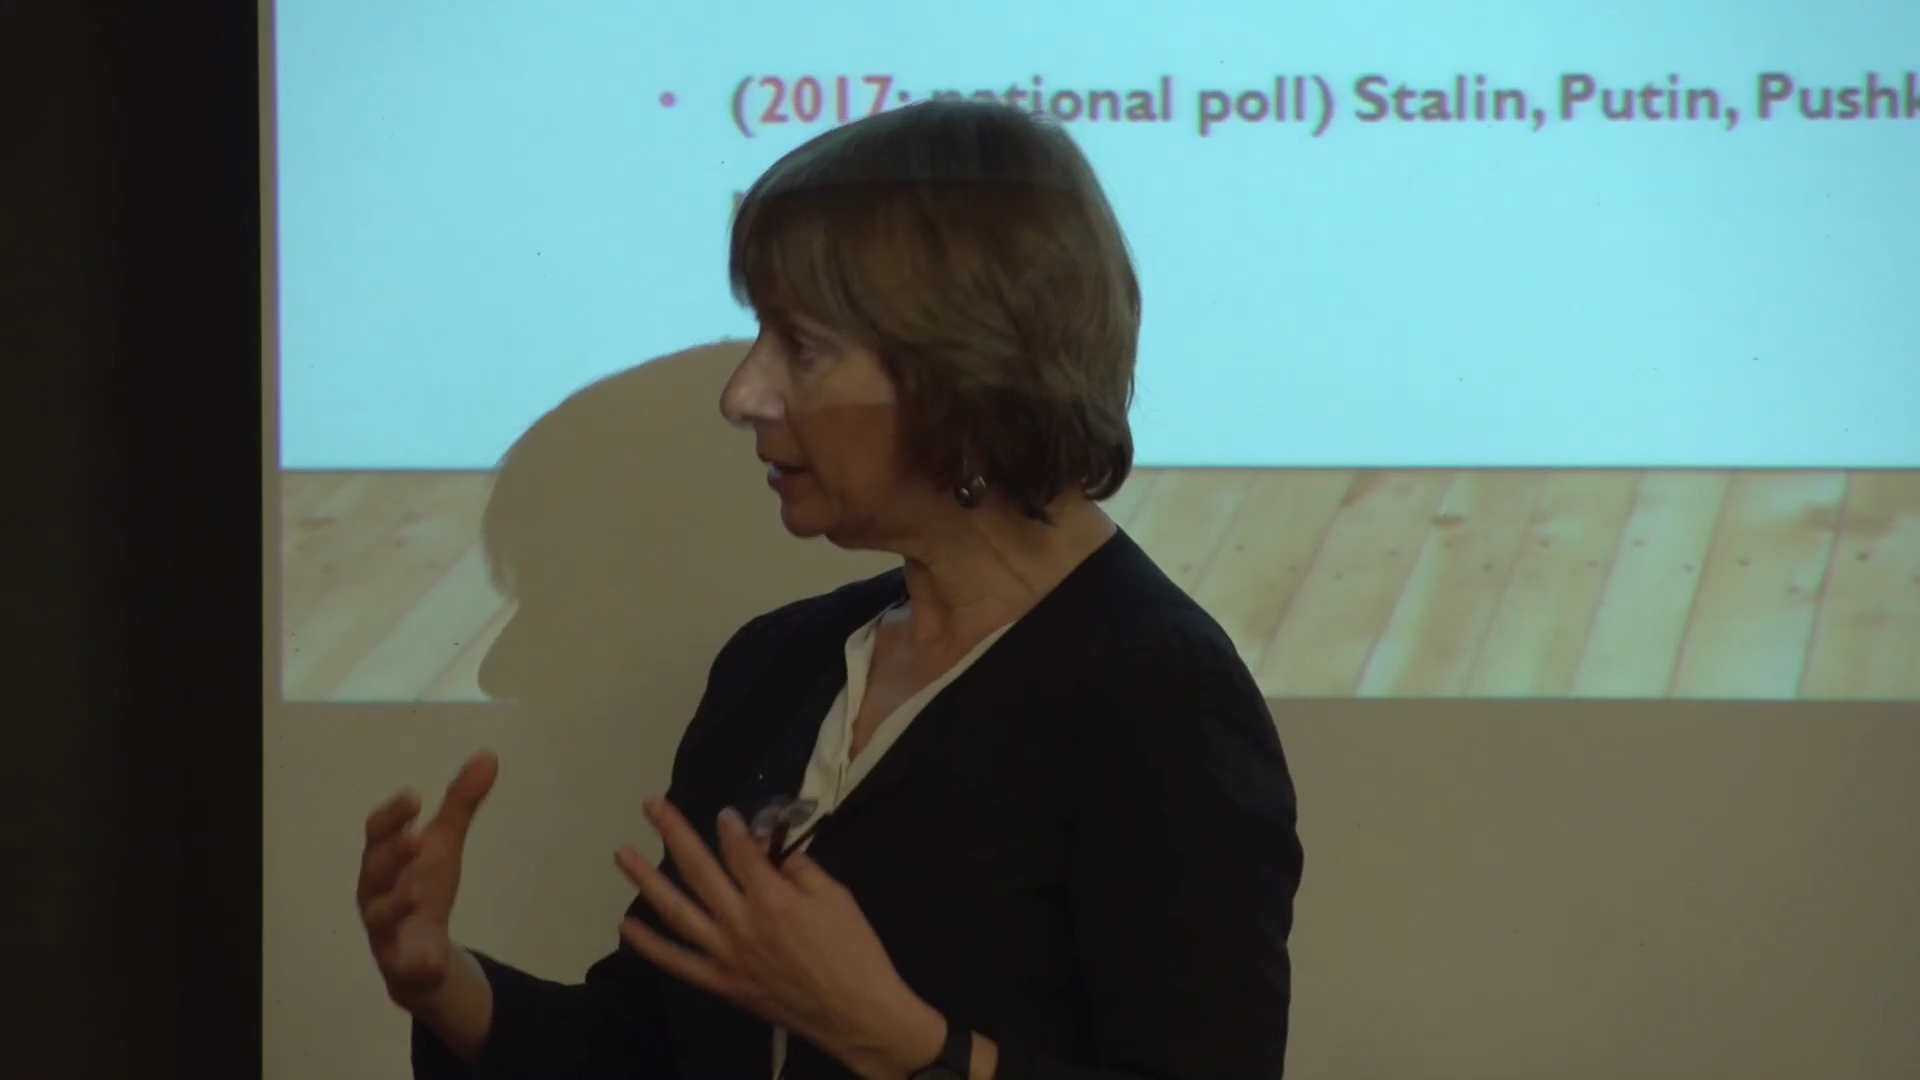 • (2017: national poll) Stalin, Putin, Pushk